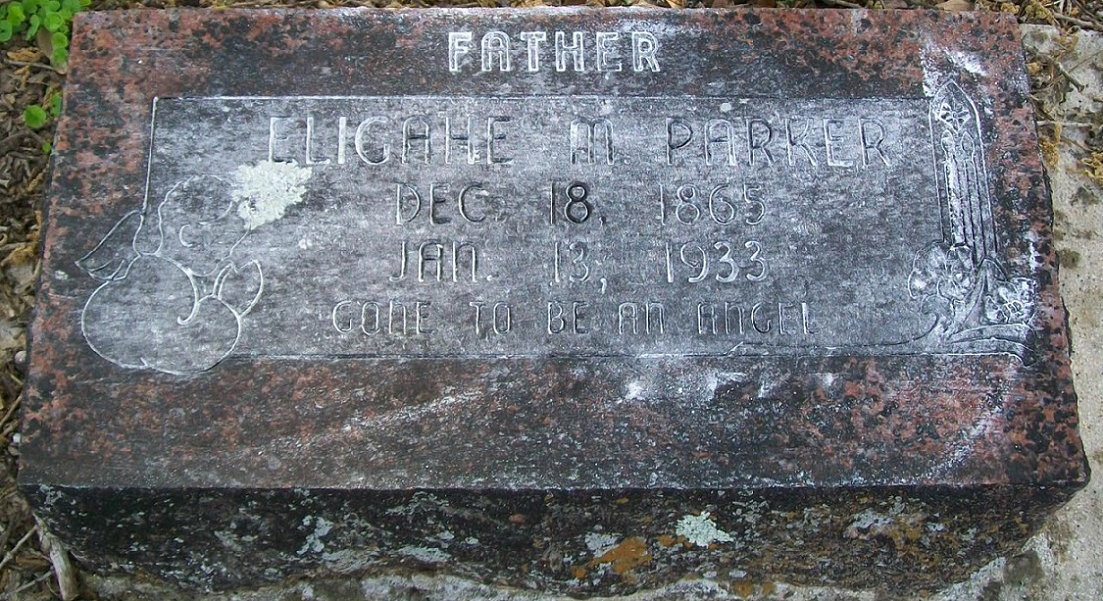 FATHER
ELIGAHE M. PARKER
DEC. 18, 1865
JAN. 13, 1933
GONE TO BE AN ANGEL